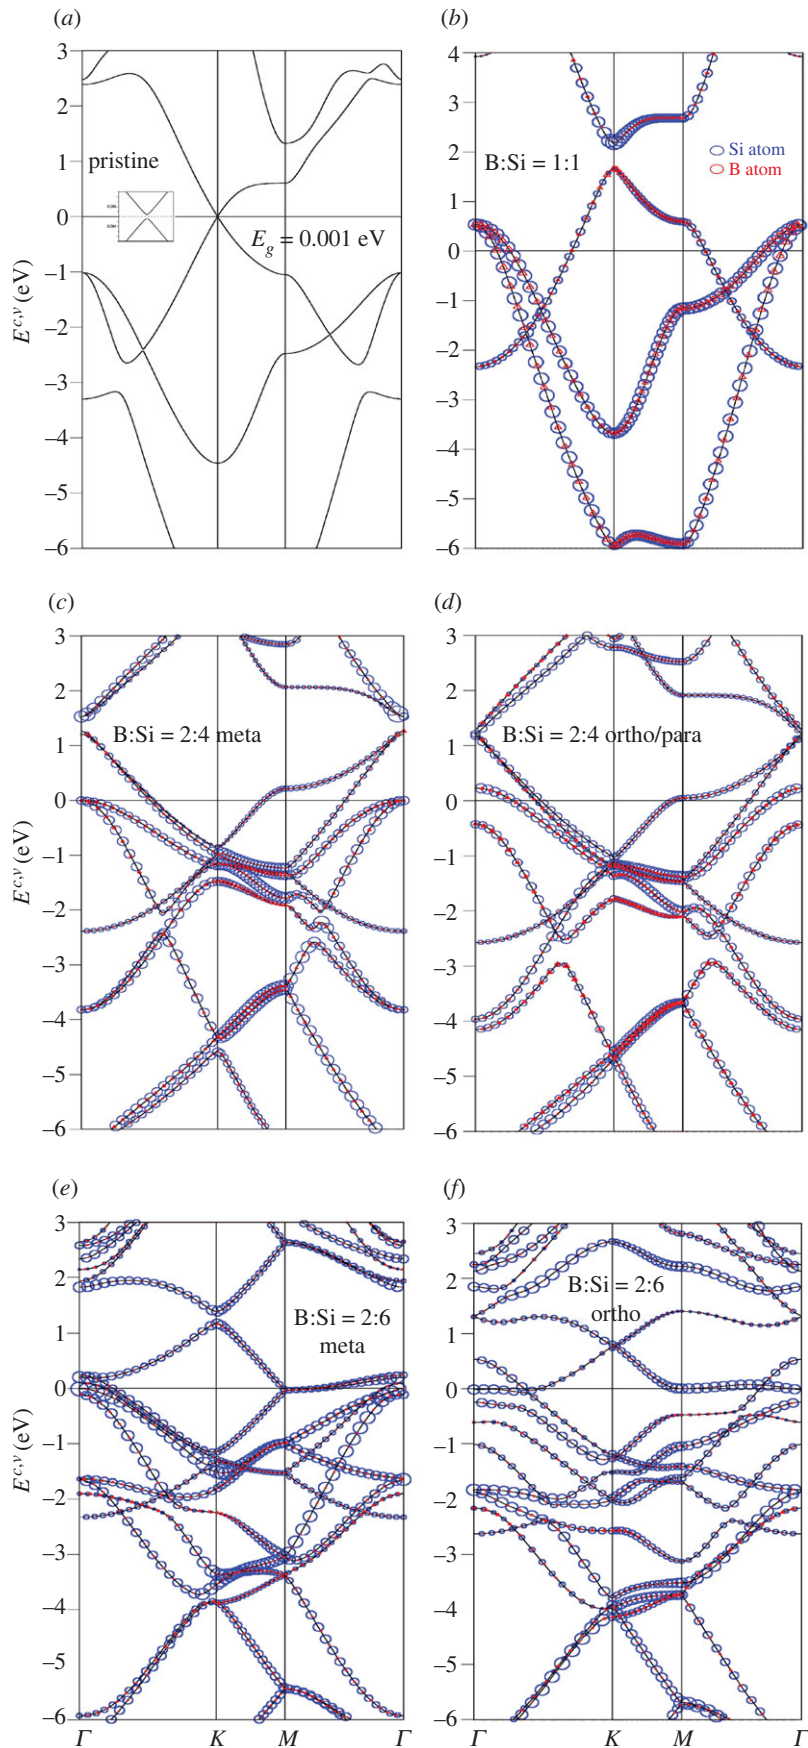 (a)
(b)
3
2
1
0
–1
–2
–3
–4
–5
–6
E^{c,v} (eV)
pristine
E_g = 0.001 eV
4
3
2
1
0
–1
–2
–3
–4
–5
–6
B:Si = 1:1
Si atom
B atom
(c)
(d)
3
2
1
0
–1
–2
–3
–4
–5
–6
E^{c,v} (eV)
B:Si = 2:4 meta
3
2
1
0
–1
–2
–3
–4
–5
–6
B:Si = 2:4 ortho/para
(e)
(f)
3
2
1
0
–1
–2
–3
–4
–5
–6
E^{c,v} (eV)
B:Si = 2:6
meta
Γ K M Γ
3
2
1
0
–1
–2
–3
–4
–5
–6
B:Si = 2:6
ortho
Γ K M Γ